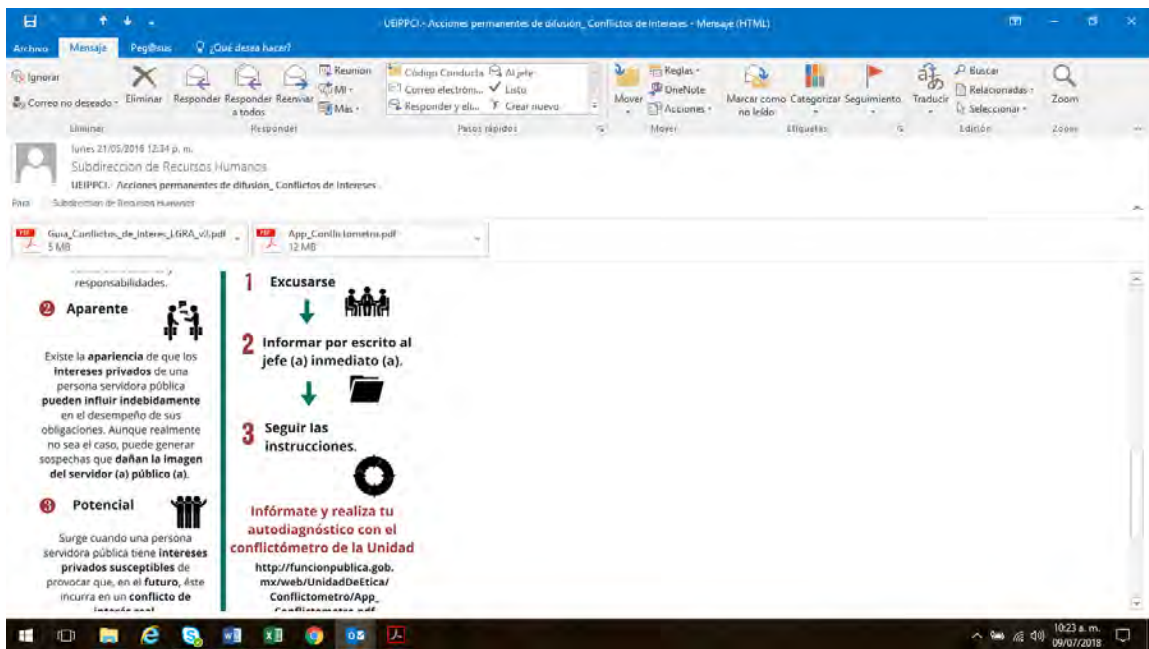 UEIPPCI.- Acciones permanentes de difusión_ Conflictos de Intereses - Mensaje (HTML)
Archivo Mensaje Peg@sus ¿Qué desea hacer?
Ignorar
Correo no deseado
Eliminar
Responder
Responder a todos
Reenviar
Reunión
MI
Más
Código Conducta
Al jefe
Correo electrón...
Listo
Responder y eli...
Crear nuevo
Mover
Reglas
OneNote
Acciones
Marcar como no leído
Categorizar
Seguimiento
Traducir
Buscar
Relacionadas
Seleccionar
Zoom
Eliminar Responder Pasos rápidos Mover Etiquetas Edición Zoom
lunes 21/05/2018 12:34 p. m.
Subdireccion de Recursos Humanos
UEIPPCI.- Acciones permanentes de difusión_ Conflictos de Intereses
Para Subdireccion de Recursos Humanos
5 MB
App_Conflictometro.pdf
12 MB
responsabilidades.
2 Aparente
Existe la apariencia de que los
intereses privados de una
persona servidora pública
pueden influir indebidamente
en el desempeño de sus
obligaciones. Aunque realmente
no sea el caso, puede generar
sospechas que dañan la imagen
del servidor (a) público (a).
3 Potencial
Surge cuando una persona
servidora pública tiene intereses
privados susceptibles de
provocar que, en el futuro, éste
incurra en un conflicto de
interés real
1 Excusarse
2 Informar por escrito al
jefe (a) inmediato (a).
3 Seguir las
instrucciones.
Infórmate y realiza tu
autodiagnóstico con el
conflictómetro de la Unidad
http://funcionpublica.gob.
mx/web/UnidadDeEtica/
Conflictometro/App_
Conflictometro.pdf
10:23 a. m.
09/07/2018